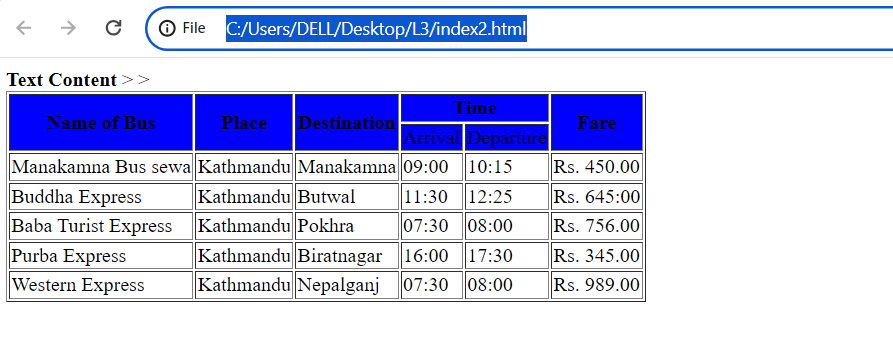 File C:/Users/DELL/Desktop/L3/index2.html
Text Content > >
Name of Bus Place Destination Time Fare
Arrival Departure
Manakamna Bus sewa Kathmandu Manakamna 09:00 10:15 Rs. 450.00
Buddha Express Kathmandu Butwal 11:30 12:25 Rs. 645:00
Baba Turist Express Kathmandu Pokhra 07:30 08:00 Rs. 756.00
Purba Express Kathmandu Biratnagar 16:00 17:30 Rs. 345.00
Western Express Kathmandu Nepalganj 07:30 08:00 Rs. 989.00